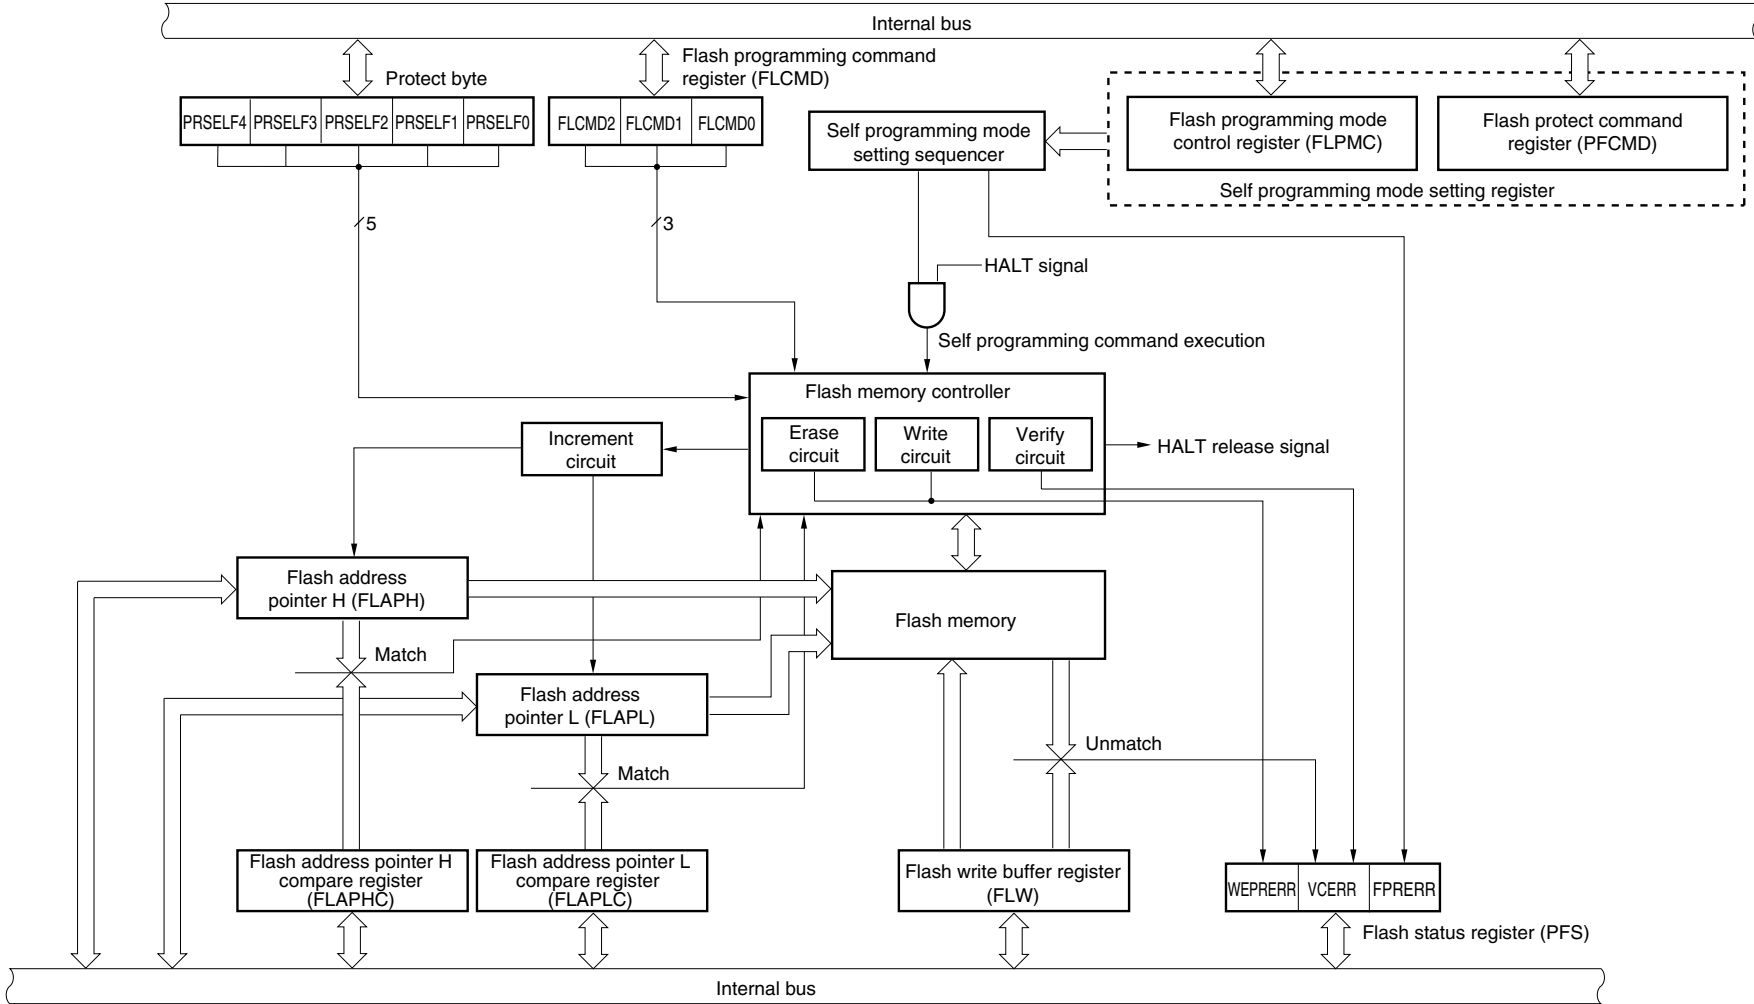 Internal bus
Protect byte
Flash programming command
register (FLCMD)
PRSELF4 PRSELF3 PRSELF2 PRSELF1 PRSELF0
FLCMD2 FLCMD1 FLCMD0
Self programming mode
setting sequencer
Flash programming mode
control register (FLPMC)
Flash protect command
register (PFCMD)
Self programming mode setting register
5
3
HALT signal
Self programming command execution
Flash memory controller
Erase
circuit
Write
circuit
Verify
circuit
HALT release signal
Increment
circuit
Flash address
pointer H (FLAPH)
Match
Flash memory
Flash address
pointer L (FLAPL)
Match
Unmatch
Flash address pointer H
compare register
(FLAPHC)
Flash address pointer L
compare register
(FLAPLC)
Flash write buffer register
(FLW)
WEPRERR VCERR FPRERR
Flash status register (PFS)
Internal bus